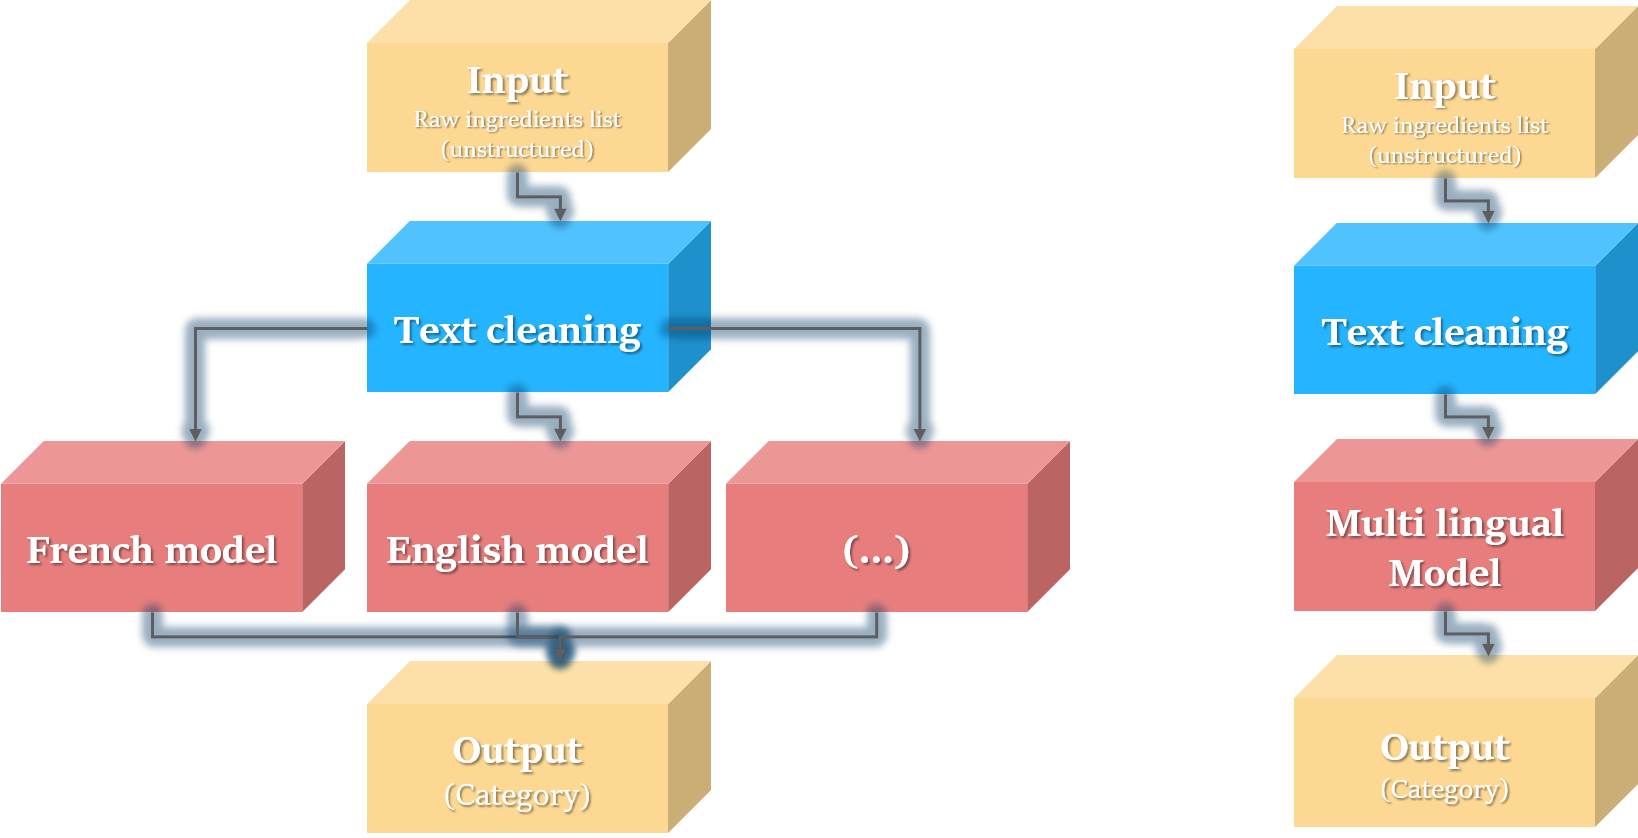 Input
Raw ingredients list
(unstructured)
Text cleaning
French model
English model
(...)
Output
(Category)
Input
Raw ingredients list
(unstructured)
Text cleaning
Multi lingual
Model
Output
(Category)